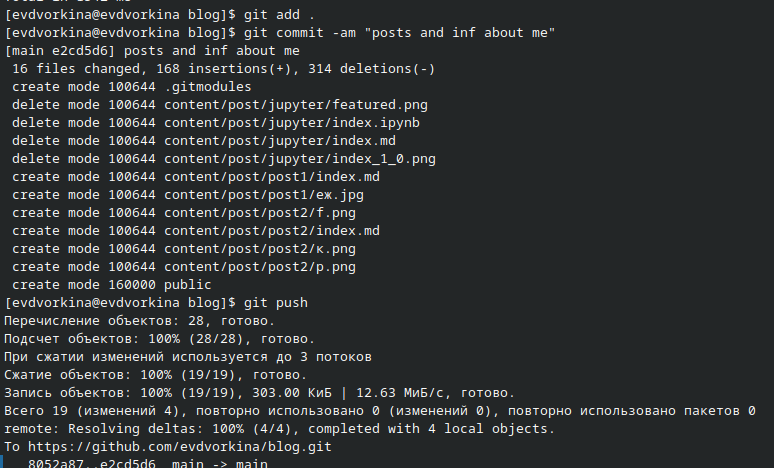 [evdvorkina@evdvorkina blog]$ git add .
[evdvorkina@evdvorkina blog]$ git commit -am "posts and inf about me"
[main e2cd5d6] posts and inf about me
 16 files changed, 168 insertions(+), 314 deletions(-)
 create mode 100644 .gitmodules
 delete mode 100644 content/post/jupyter/featured.png
 delete mode 100644 content/post/jupyter/index.ipynb
 delete mode 100644 content/post/jupyter/index.md
 delete mode 100644 content/post/jupyter/index_1_0.png
 create mode 100644 content/post/post1/index.md
 create mode 100644 content/post/post1/еж.jpg
 create mode 100644 content/post/post2/f.png
 create mode 100644 content/post/post2/index.md
 create mode 100644 content/post/post2/к.png
 create mode 100644 content/post/post2/р.png
 create mode 160000 public
[evdvorkina@evdvorkina blog]$ git push
Перечисление объектов: 28, готово.
Подсчет объектов: 100% (28/28), готово.
При сжатии изменений используется до 3 потоков
Сжатие объектов: 100% (19/19), готово.
Запись объектов: 100% (19/19), 303.00 КиБ | 12.63 МиБ/с, готово.
Всего 19 (изменений 4), повторно использовано 0 (изменений 0), повторно использовано пакетов 0
remote: Resolving deltas: 100% (4/4), completed with 4 local objects.
To https://github.com/evdvorkina/blog.git
   8052a87..e2cd5d6  main -> main